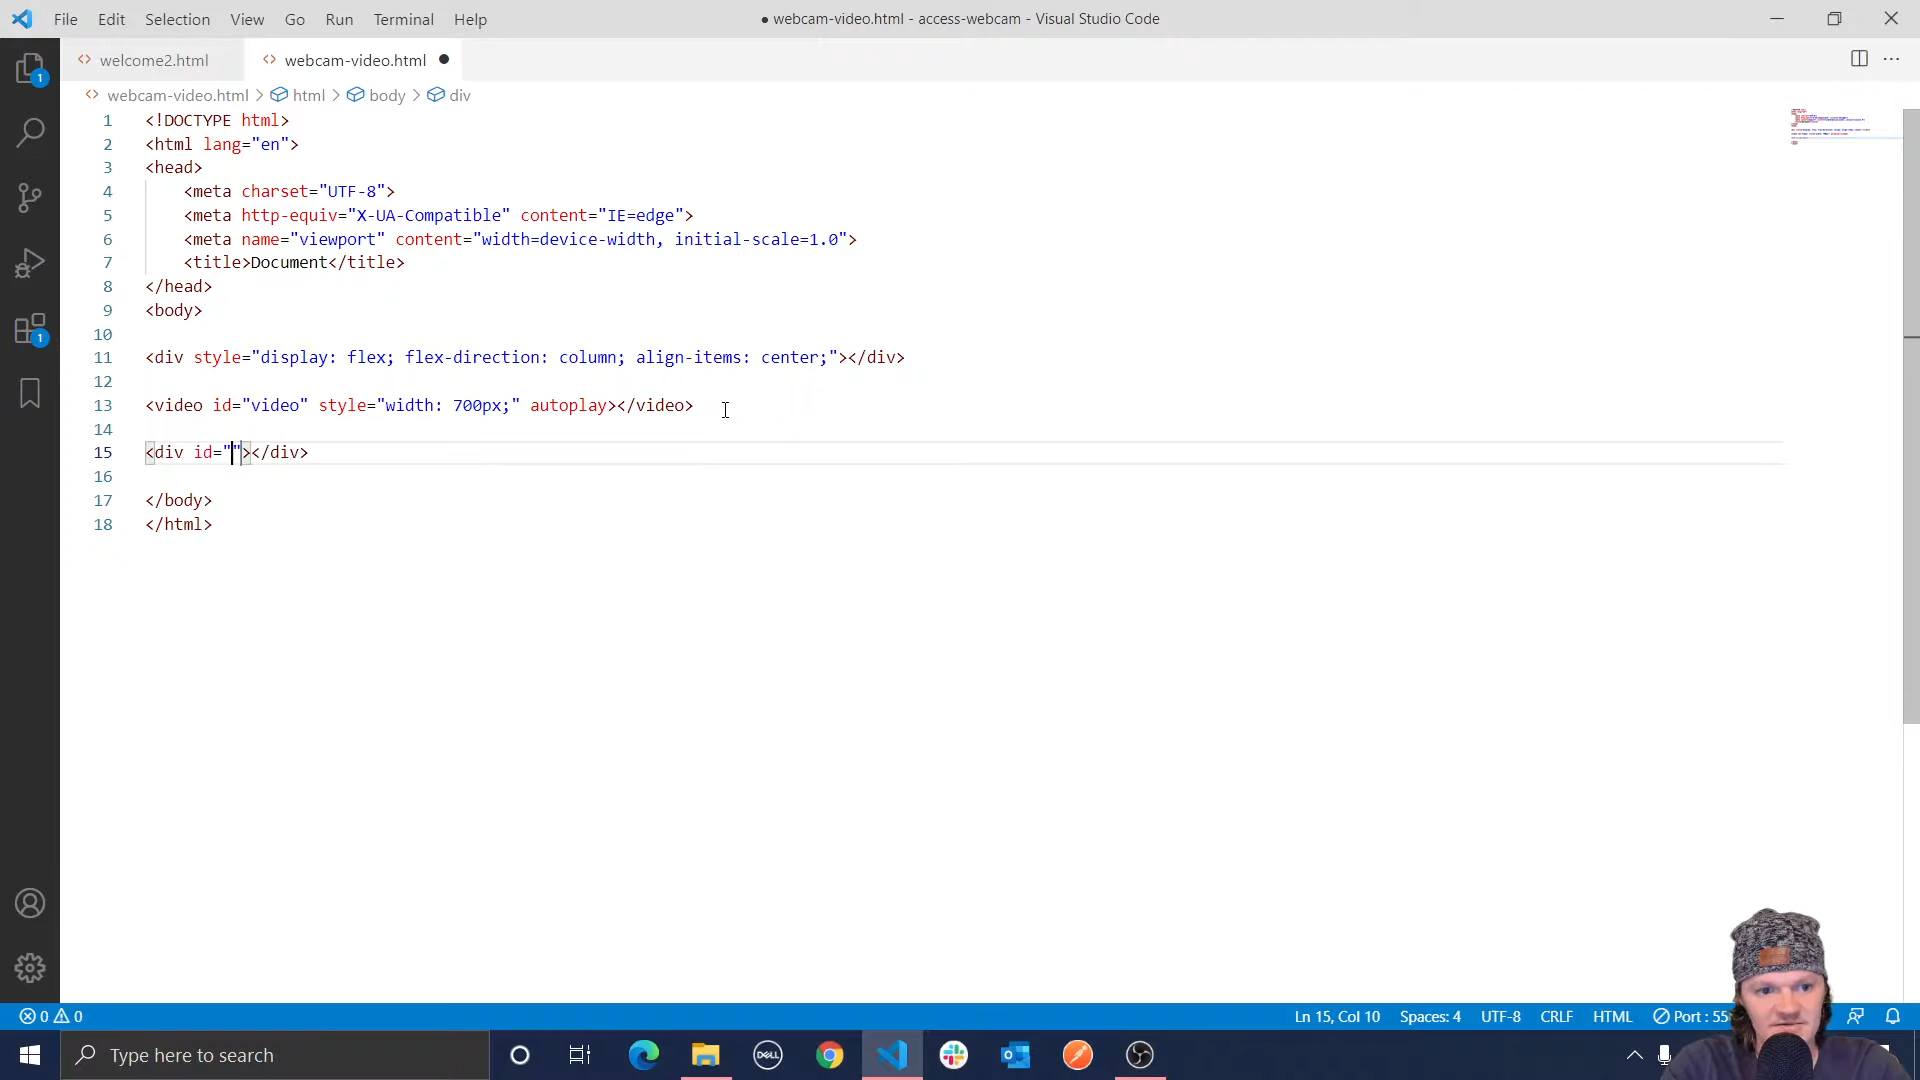 File Edit Selection View Go Run Terminal Help
● webcam-video.html - access-webcam - Visual Studio Code
welcome2.html
webcam-video.html
webcam-video.html > html > body > div
1 <!DOCTYPE html>
2 <html lang="en">
3 <head>
4 <meta charset="UTF-8">
5 <meta http-equiv="X-UA-Compatible" content="IE=edge">
6 <meta name="viewport" content="width=device-width, initial-scale=1.0">
7 <title>Document</title>
8 </head>
9 <body>
10
11 <div style="display: flex; flex-direction: column; align-items: center;"></div>
12
13 <video id="video" style="width: 700px;" autoplay></video>
14
15 <div id=""></div>
16
17 </body>
18 </html>
1
1
0 0
Ln 15, Col 10 Spaces: 4 UTF-8 CRLF HTML Port : 55
Type here to search
DELL